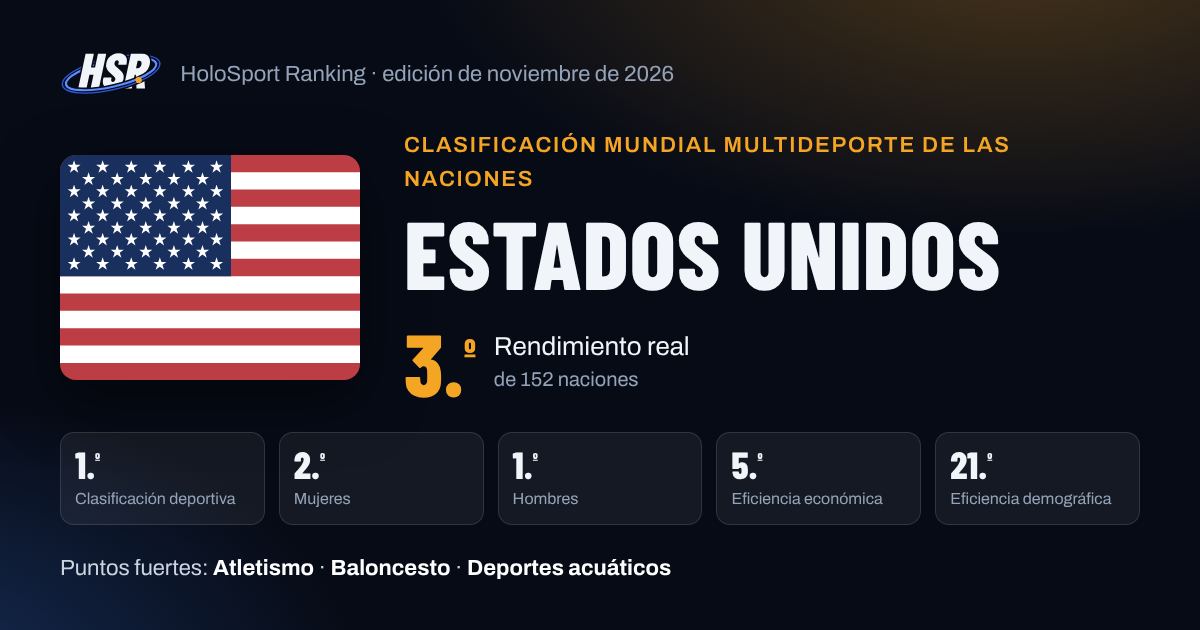 HSR
HoloSport Ranking · edición de noviembre de 2026
CLASIFICACIÓN MUNDIAL MULTIDEPORTE DE LAS
NACIONES
ESTADOS UNIDOS
3.º
Rendimiento real
de 152 naciones
1.º
Clasificación deportiva
2.º
Mujeres
1.º
Hombres
5.º
Eficiencia económica
21.º
Eficiencia demográfica
Puntos fuertes: Atletismo · Baloncesto · Deportes acuáticos